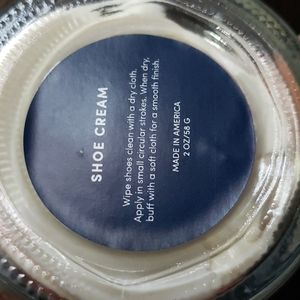 SHOE CREAM
Wipe shoes clean with a dry cloth.
Apply in small circular strokes. When dry,
buff with a soft cloth for a smooth finish.
MADE IN AMERICA
2 OZ/58 G